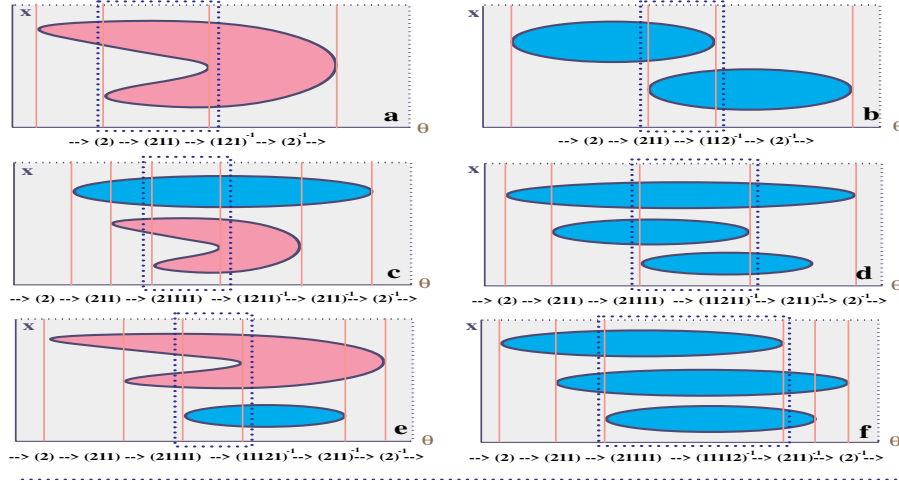 x x
a b
Θ Θ
--> (2) --> (211) --> (121)⁻¹--> (2)⁻¹--> --> (2) --> (211) --> (112)⁻¹--> (2)⁻¹-->
x x
c d
Θ Θ
--> (2) --> (211) --> (21111) --> (1211)⁻¹--> (211)⁻¹--> (2)⁻¹--> --> (2) --> (211) --> (21111) --> (11211)⁻¹--> (211)⁻¹--> (2)⁻¹-->
x x
e f
Θ Θ
--> (2) --> (211) --> (21111) --> (11121)⁻¹--> (211)⁻¹--> (2)⁻¹--> --> (2) --> (211) --> (21111) --> (11112)⁻¹--> (211)⁻¹--> (2)⁻¹-->